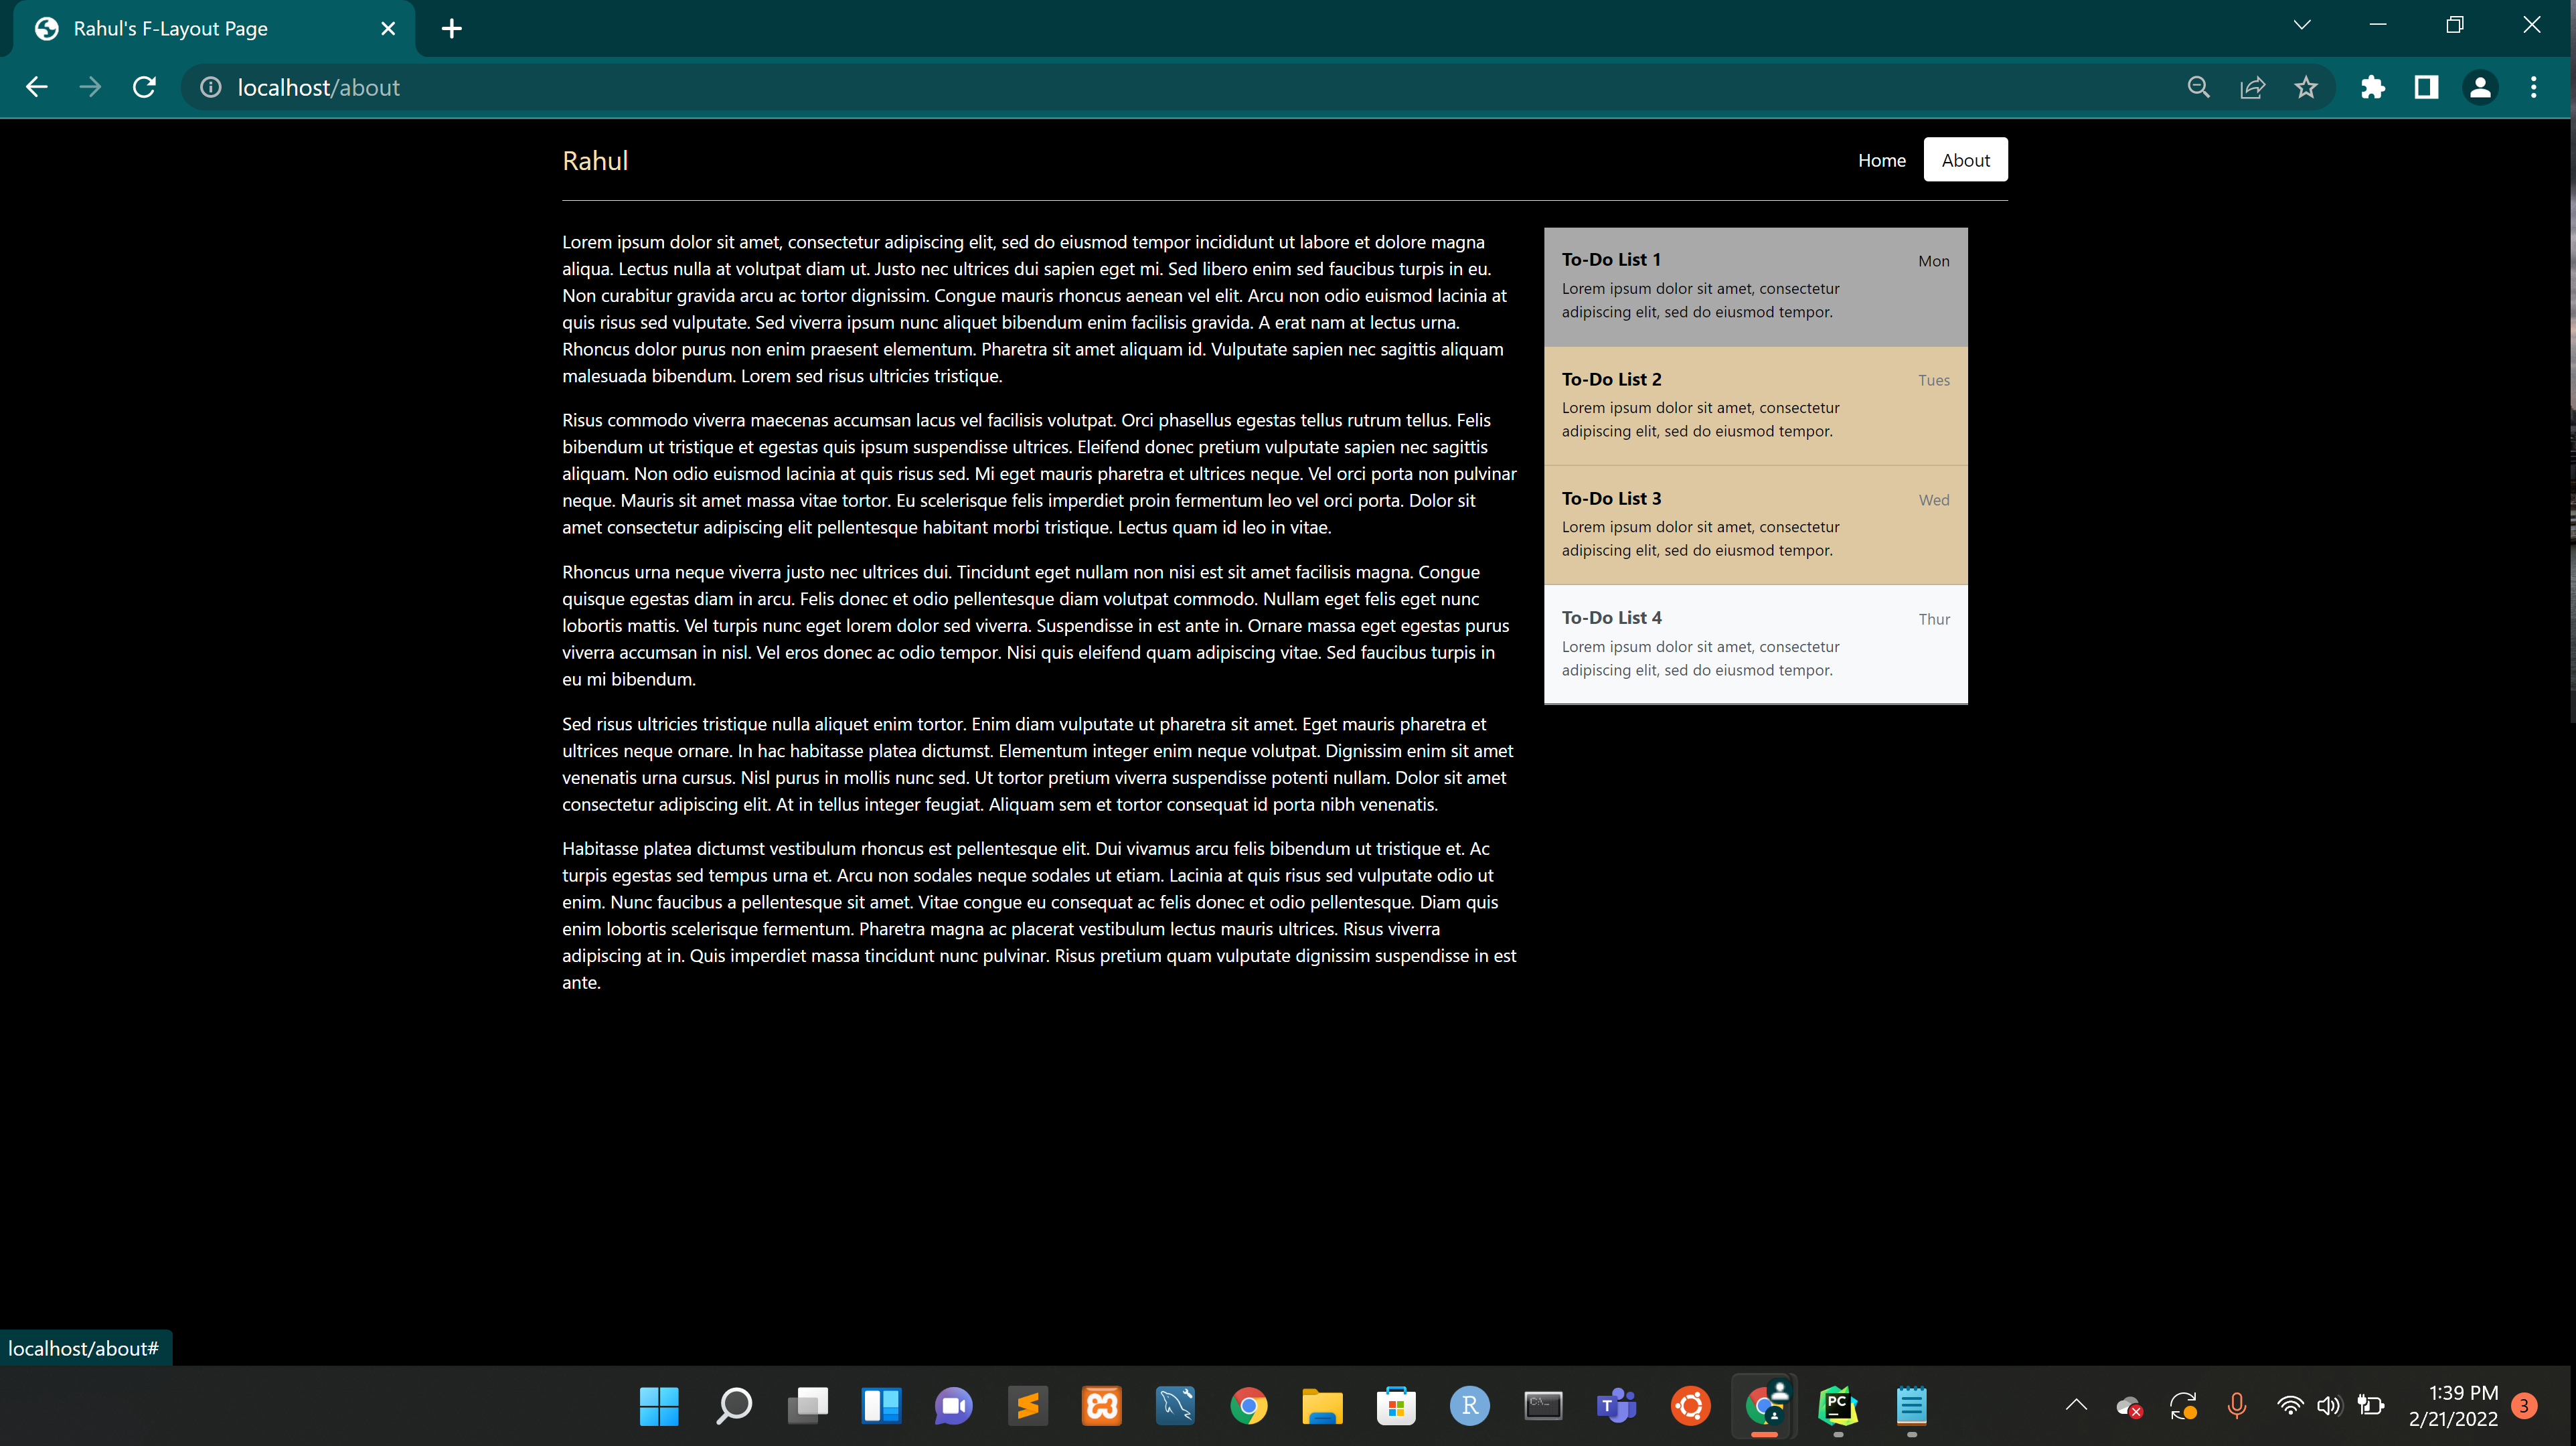 Rahul's F-Layout Page
localhost/about
Rahul
Home
About
Lorem ipsum dolor sit amet, consectetur adipiscing elit, sed do eiusmod tempor incididunt ut labore et dolore magna
aliqua. Lectus nulla at volutpat diam ut. Justo nec ultrices dui sapien eget mi. Sed libero enim sed faucibus turpis in eu.
Non curabitur gravida arcu ac tortor dignissim. Congue mauris rhoncus aenean vel elit. Arcu non odio euismod lacinia at
quis risus sed vulputate. Sed viverra ipsum nunc aliquet bibendum enim facilisis gravida. A erat nam at lectus urna.
Rhoncus dolor purus non enim praesent elementum. Pharetra sit amet aliquam id. Vulputate sapien nec sagittis aliquam
malesuada bibendum. Lorem sed risus ultricies tristique.
Risus commodo viverra maecenas accumsan lacus vel facilisis volutpat. Orci phasellus egestas tellus rutrum tellus. Felis
bibendum ut tristique et egestas quis ipsum suspendisse ultrices. Eleifend donec pretium vulputate sapien nec sagittis
aliquam. Non odio euismod lacinia at quis risus sed. Mi eget mauris pharetra et ultrices neque. Vel orci porta non pulvinar
neque. Mauris sit amet massa vitae tortor. Eu scelerisque felis imperdiet proin fermentum leo vel orci porta. Dolor sit
amet consectetur adipiscing elit pellentesque habitant morbi tristique. Lectus quam id leo in vitae.
Rhoncus urna neque viverra justo nec ultrices dui. Tincidunt eget nullam non nisi est sit amet facilisis magna. Congue
quisque egestas diam in arcu. Felis donec et odio pellentesque diam volutpat commodo. Nullam eget felis eget nunc
lobortis mattis. Vel turpis nunc eget lorem dolor sed viverra. Suspendisse in est ante in. Ornare massa eget egestas purus
viverra accumsan in nisl. Vel eros donec ac odio tempor. Nisi quis eleifend quam adipiscing vitae. Sed faucibus turpis in
eu mi bibendum.
Sed risus ultricies tristique nulla aliquet enim tortor. Enim diam vulputate ut pharetra sit amet. Eget mauris pharetra et
ultrices neque ornare. In hac habitasse platea dictumst. Elementum integer enim neque volutpat. Dignissim enim sit amet
venenatis urna cursus. Nisl purus in mollis nunc sed. Ut tortor pretium viverra suspendisse potenti nullam. Dolor sit amet
consectetur adipiscing elit. At in tellus integer feugiat. Aliquam sem et tortor consequat id porta nibh venenatis.
Habitasse platea dictumst vestibulum rhoncus est pellentesque elit. Dui vivamus arcu felis bibendum ut tristique et. Ac
turpis egestas sed tempus urna et. Arcu non sodales neque sodales ut etiam. Lacinia at quis risus sed vulputate odio ut
enim. Nunc faucibus a pellentesque sit amet. Vitae congue eu consequat ac felis donec et odio pellentesque. Diam quis
enim lobortis scelerisque fermentum. Pharetra magna ac placerat vestibulum lectus mauris ultrices. Risus viverra
adipiscing at in. Quis imperdiet massa tincidunt nunc pulvinar. Risus pretium quam vulputate dignissim suspendisse in est
ante.
To-Do List 1
Mon
Lorem ipsum dolor sit amet, consectetur
adipiscing elit, sed do eiusmod tempor.
To-Do List 2
Tues
Lorem ipsum dolor sit amet, consectetur
adipiscing elit, sed do eiusmod tempor.
To-Do List 3
Wed
Lorem ipsum dolor sit amet, consectetur
adipiscing elit, sed do eiusmod tempor.
To-Do List 4
Thur
Lorem ipsum dolor sit amet, consectetur
adipiscing elit, sed do eiusmod tempor.
localhost/about#
R
T
PC
1:39 PM
2/21/2022
3